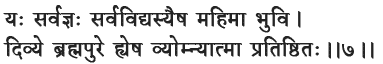 यः सर्वज्ञः सर्वविद्यस्यैष महिमा भुवि ।
दिव्ये ब्रह्मपुरे ह्येष व्योम्न्यात्मा प्रतिष्ठितः ।।७।।